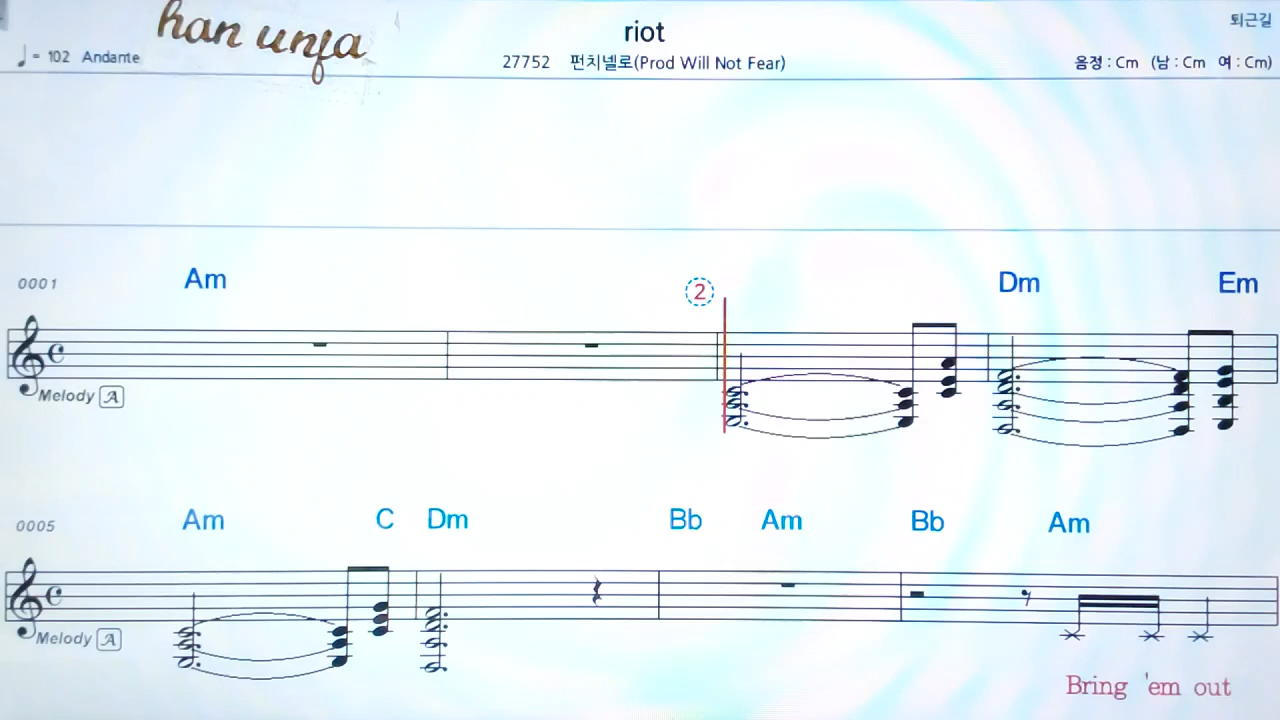 han unfa
riot
퇴근길
♩= 102 Andante
27752 펀치넬로(Prod Will Not Fear)
음정 : Cm (남 : Cm 여 : Cm)
0001 Am ② Dm Em
Melody A
0005 Am C Dm Bb Am Bb Am
Melody A
Bring 'em out